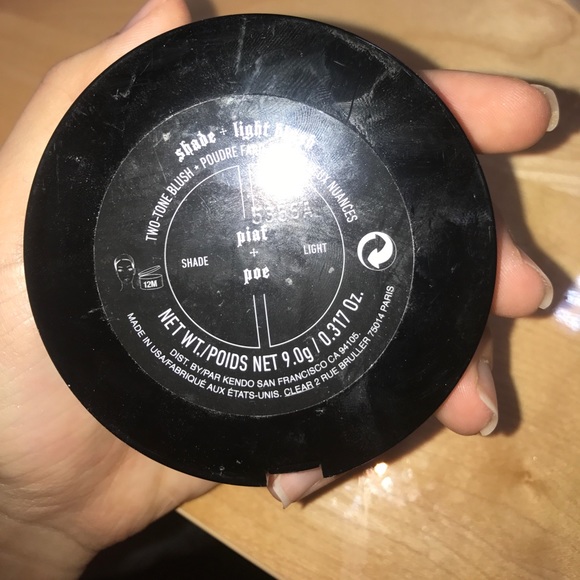 shade + light
TWO-TONE BLUSH • POUDRE
NUANCES
piaf
+
poe
SHADE
LIGHT
12M
NET WT./POIDS NET 9.0g / 0.317 Oz.
DIST. BY/PAR KENDO SAN FRANCISCO CA 94105.
MADE IN USA/FABRIQUÉ AUX ÉTATS-UNIS. CLEAR 2 RUE BRULLER 75014 PARIS